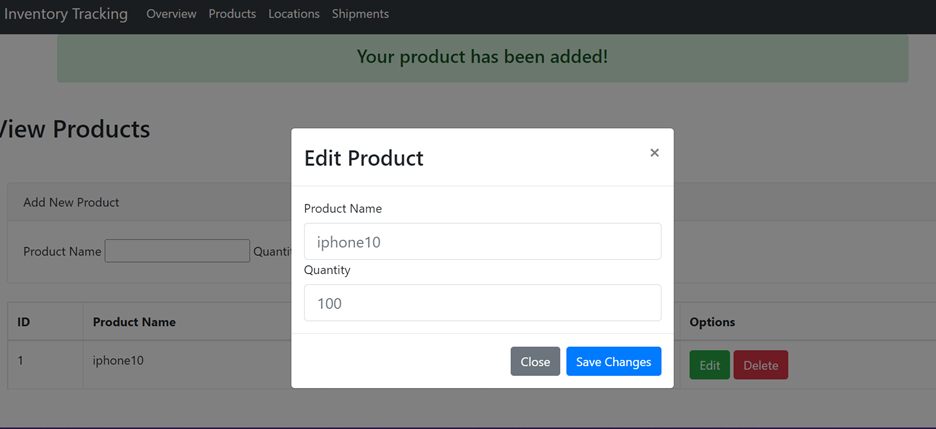 Inventory Tracking Overview Products Locations Shipments
Your product has been added!
View Products
Edit Product ×
Add New Product
Product Name
iphone10
Product Name
Quantity
100
ID Product Name Options
1 iphone10 Edit Delete
Close Save Changes